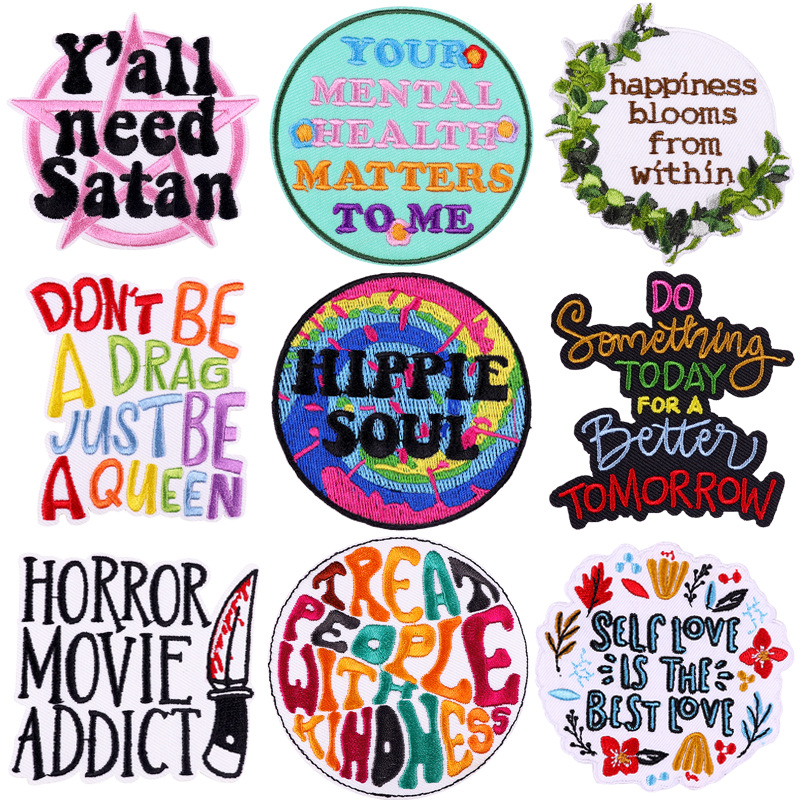 Y'all
need
Satan
YOUR
MENTAL
HEALTH
MATTERS
TO ME
happiness
blooms
from
within
DON'T BE
A DRAG
JUST BE
A QUEEN
HIPPIE
SOUL
DO
Something
TODAY
FOR A
Better
TOMORROW
HORROR
MOVIE
ADDICT
TREAT
PEOPLE
WITH
KINDNESS
SELF LOVE
IS THE
BEST LOVE